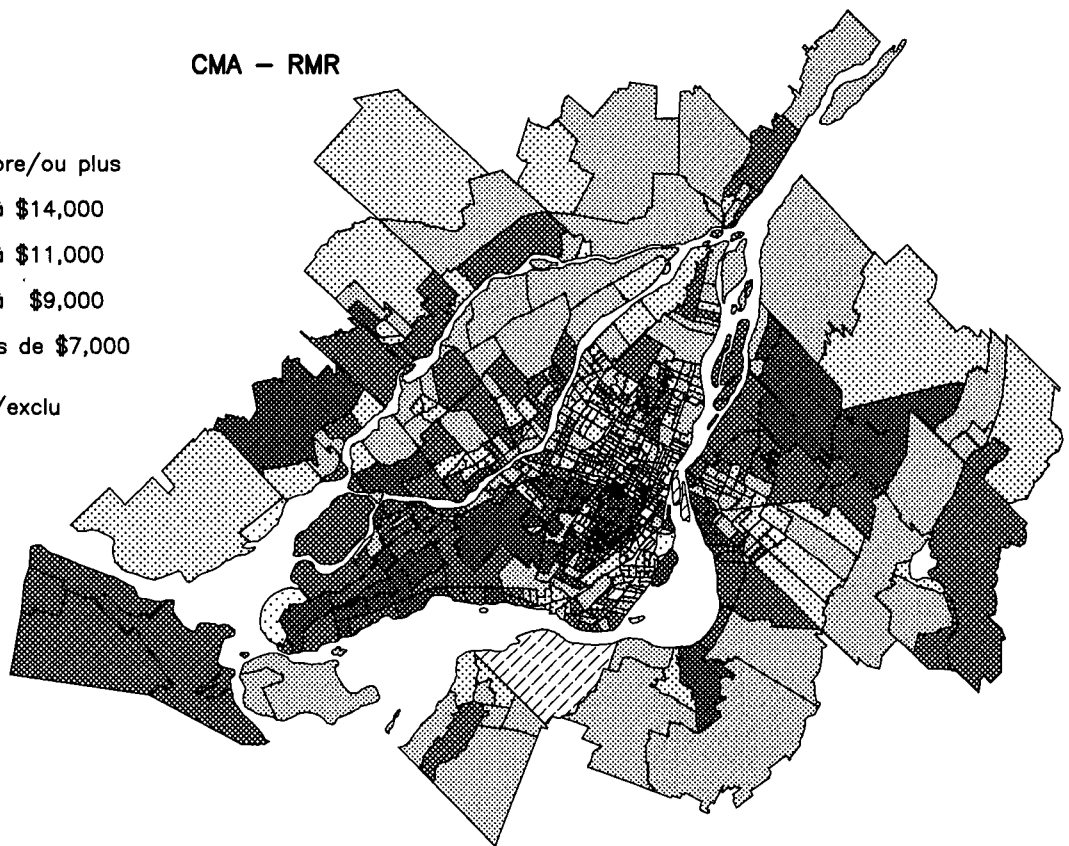 CMA – RMR
ore/ou plus
à $14,000
à $11,000
à $9,000
s de $7,000
/exclu